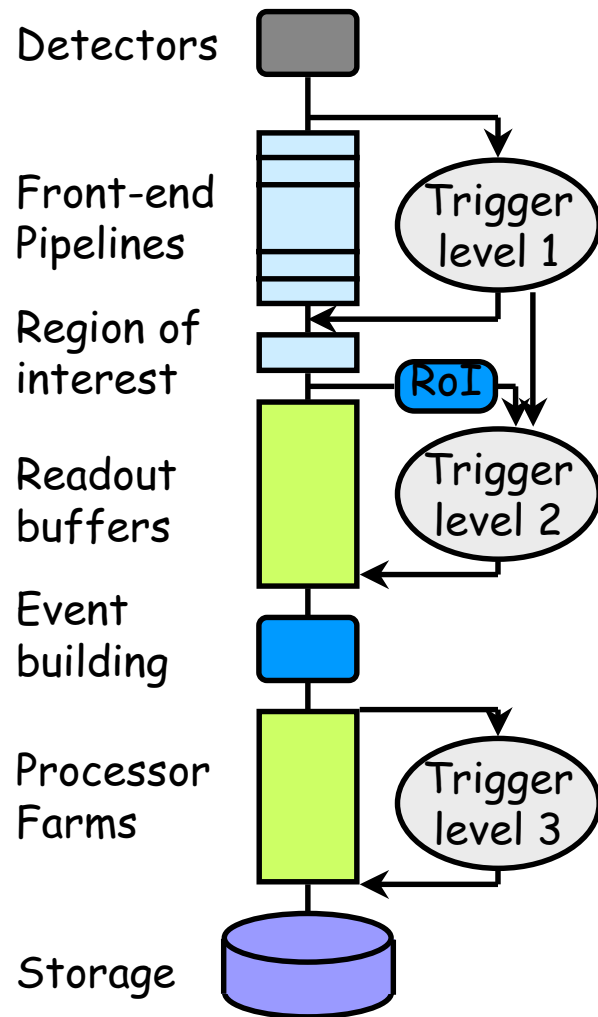 Detectors
Front-end
Pipelines
Trigger
level 1
Region of
interest
RoI
Readout
buffers
Trigger
level 2
Event
building
Processor
Farms
Trigger
level 3
Storage